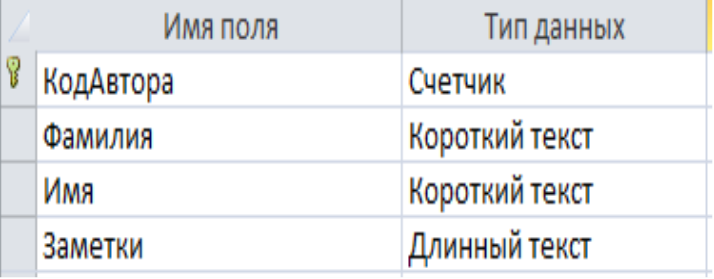 Имя поля Тип данных
КодАвтора Счетчик
Фамилия Короткий текст
Имя Короткий текст
Заметки Длинный текст